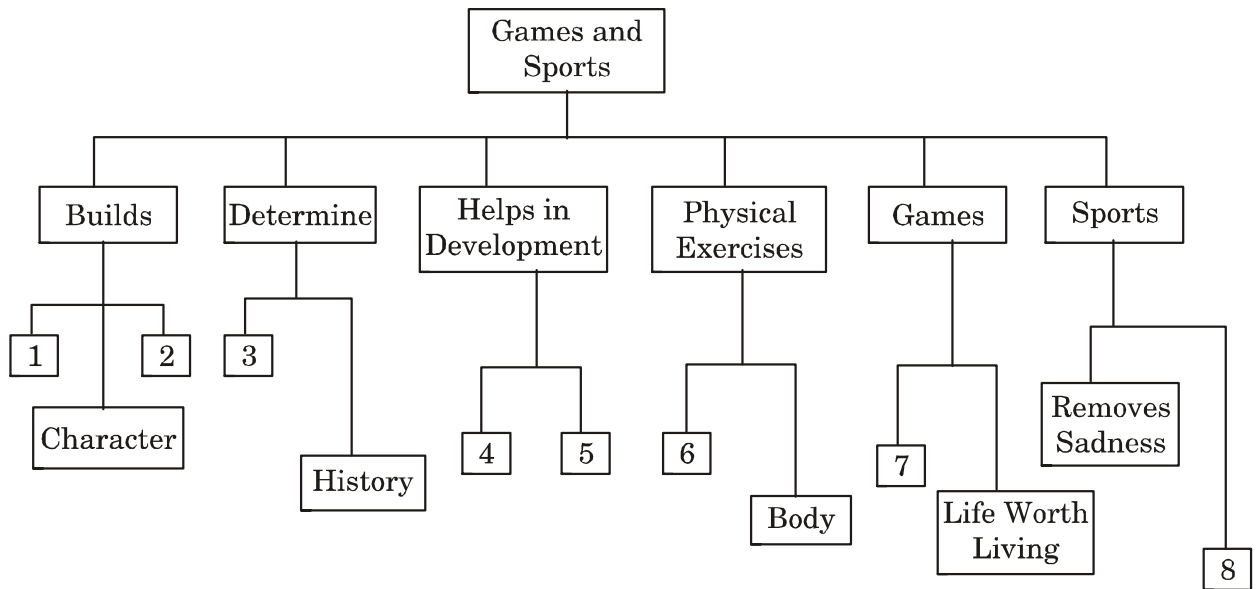 Games and
Sports
Builds
Determine
Helps in
Development
Physical
Exercises
Games
Sports
1
2
3
Character
History
4
5
6
Body
7
Life Worth
Living
Removes
Sadness
8